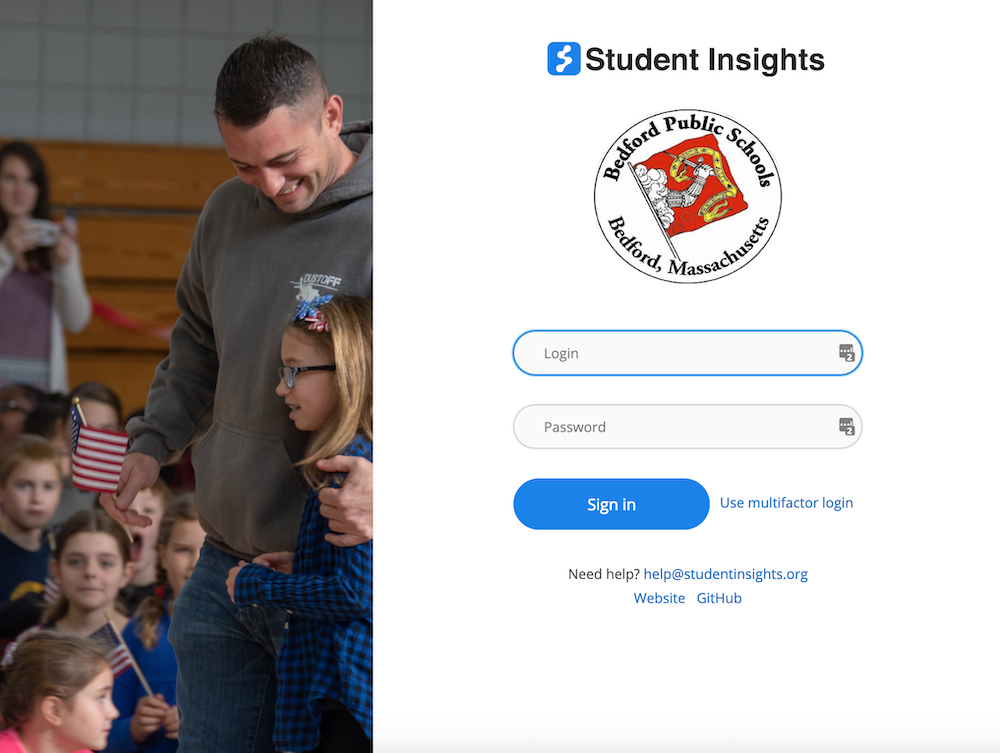 DUSTOFF
Student Insights
Bedford Public Schools
Bedford, Massachusetts
Login
Password
Sign in
Use multifactor login
Need help? help@studentinsights.org
Website GitHub